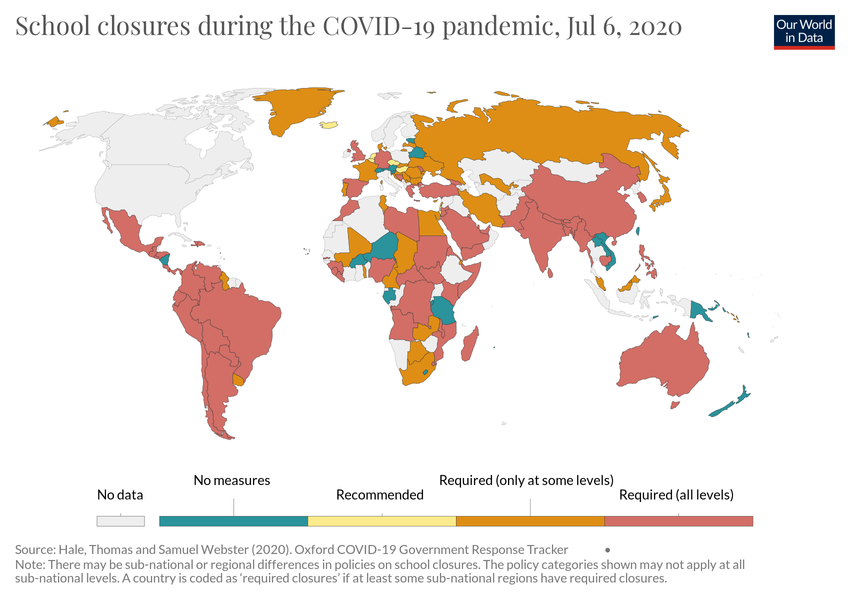 School closures during the COVID-19 pandemic, Jul 6, 2020
Our World
in Data
No data
No measures
Recommended
Required (only at some levels)
Required (all levels)
Source: Hale, Thomas and Samuel Webster (2020). Oxford COVID-19 Government Response Tracker •
Note: There may be sub-national or regional differences in policies on school closures. The policy categories shown may not apply at all
sub-national levels. A country is coded as 'required closures' if at least some sub-national regions have required closures.